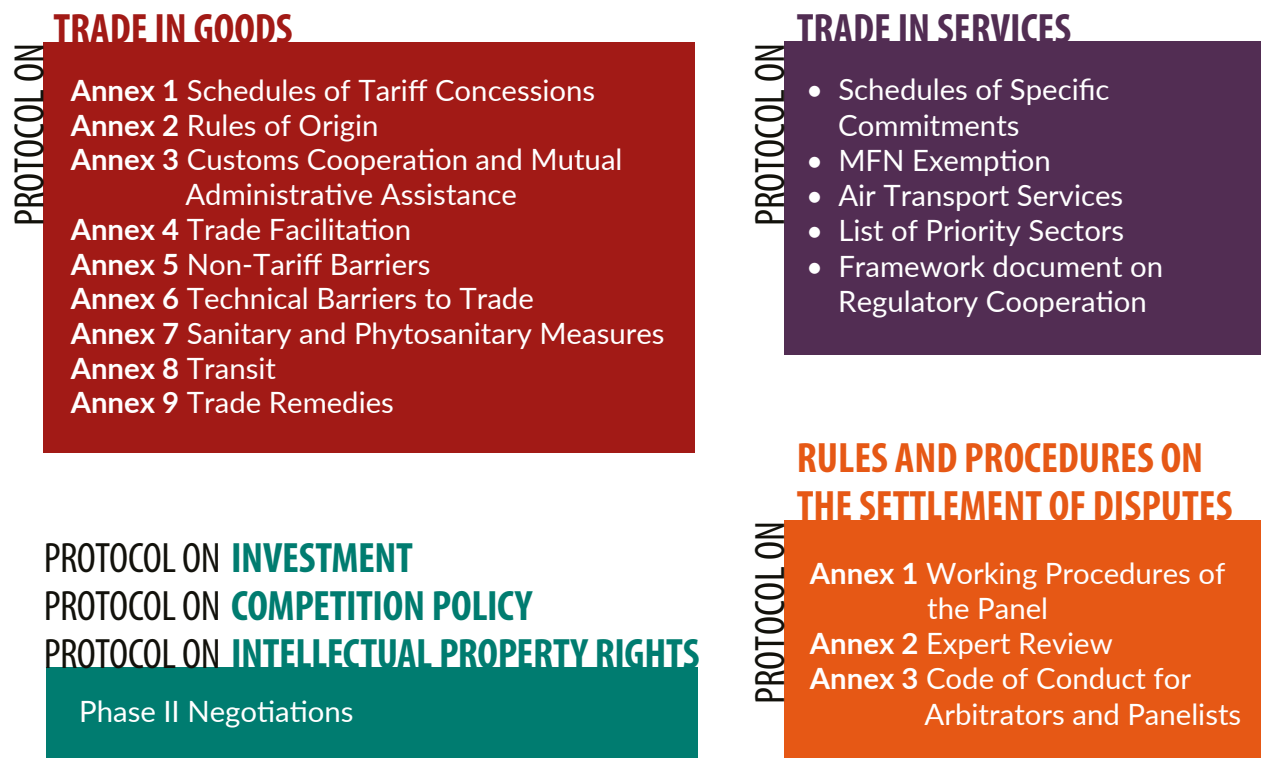 PROTOCOL ON
TRADE IN GOODS
Annex 1 Schedules of Tariff Concessions
Annex 2 Rules of Origin
Annex 3 Customs Cooperation and Mutual
Administrative Assistance
Annex 4 Trade Facilitation
Annex 5 Non-Tariff Barriers
Annex 6 Technical Barriers to Trade
Annex 7 Sanitary and Phytosanitary Measures
Annex 8 Transit
Annex 9 Trade Remedies
PROTOCOL ON
TRADE IN SERVICES
• Schedules of Specific
Commitments
• MFN Exemption
• Air Transport Services
• List of Priority Sectors
• Framework document on
Regulatory Cooperation
PROTOCOL ON INVESTMENT
PROTOCOL ON COMPETITION POLICY
PROTOCOL ON INTELLECTUAL PROPERTY RIGHTS
Phase II Negotiations
PROTOCOL ON
RULES AND PROCEDURES ON
THE SETTLEMENT OF DISPUTES
Annex 1 Working Procedures of
the Panel
Annex 2 Expert Review
Annex 3 Code of Conduct for
Arbitrators and Panelists